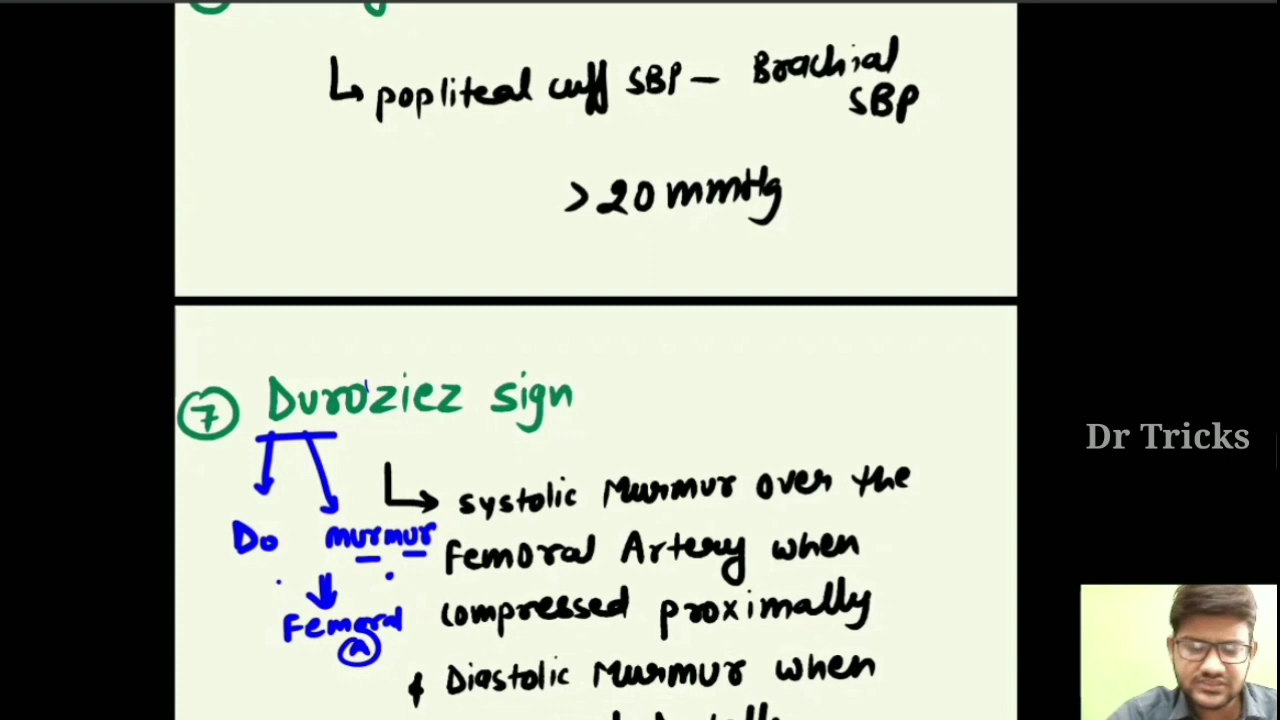 ↳ popliteal cuff SBP – Brachial
SBP
> 20 mmHg
7 Duroziez sign
↳ systolic Murmur over the
Do murmur Femoral Artery when
Femoral compressed proximally
A
& Diastolic Murmur when
Dr Tricks